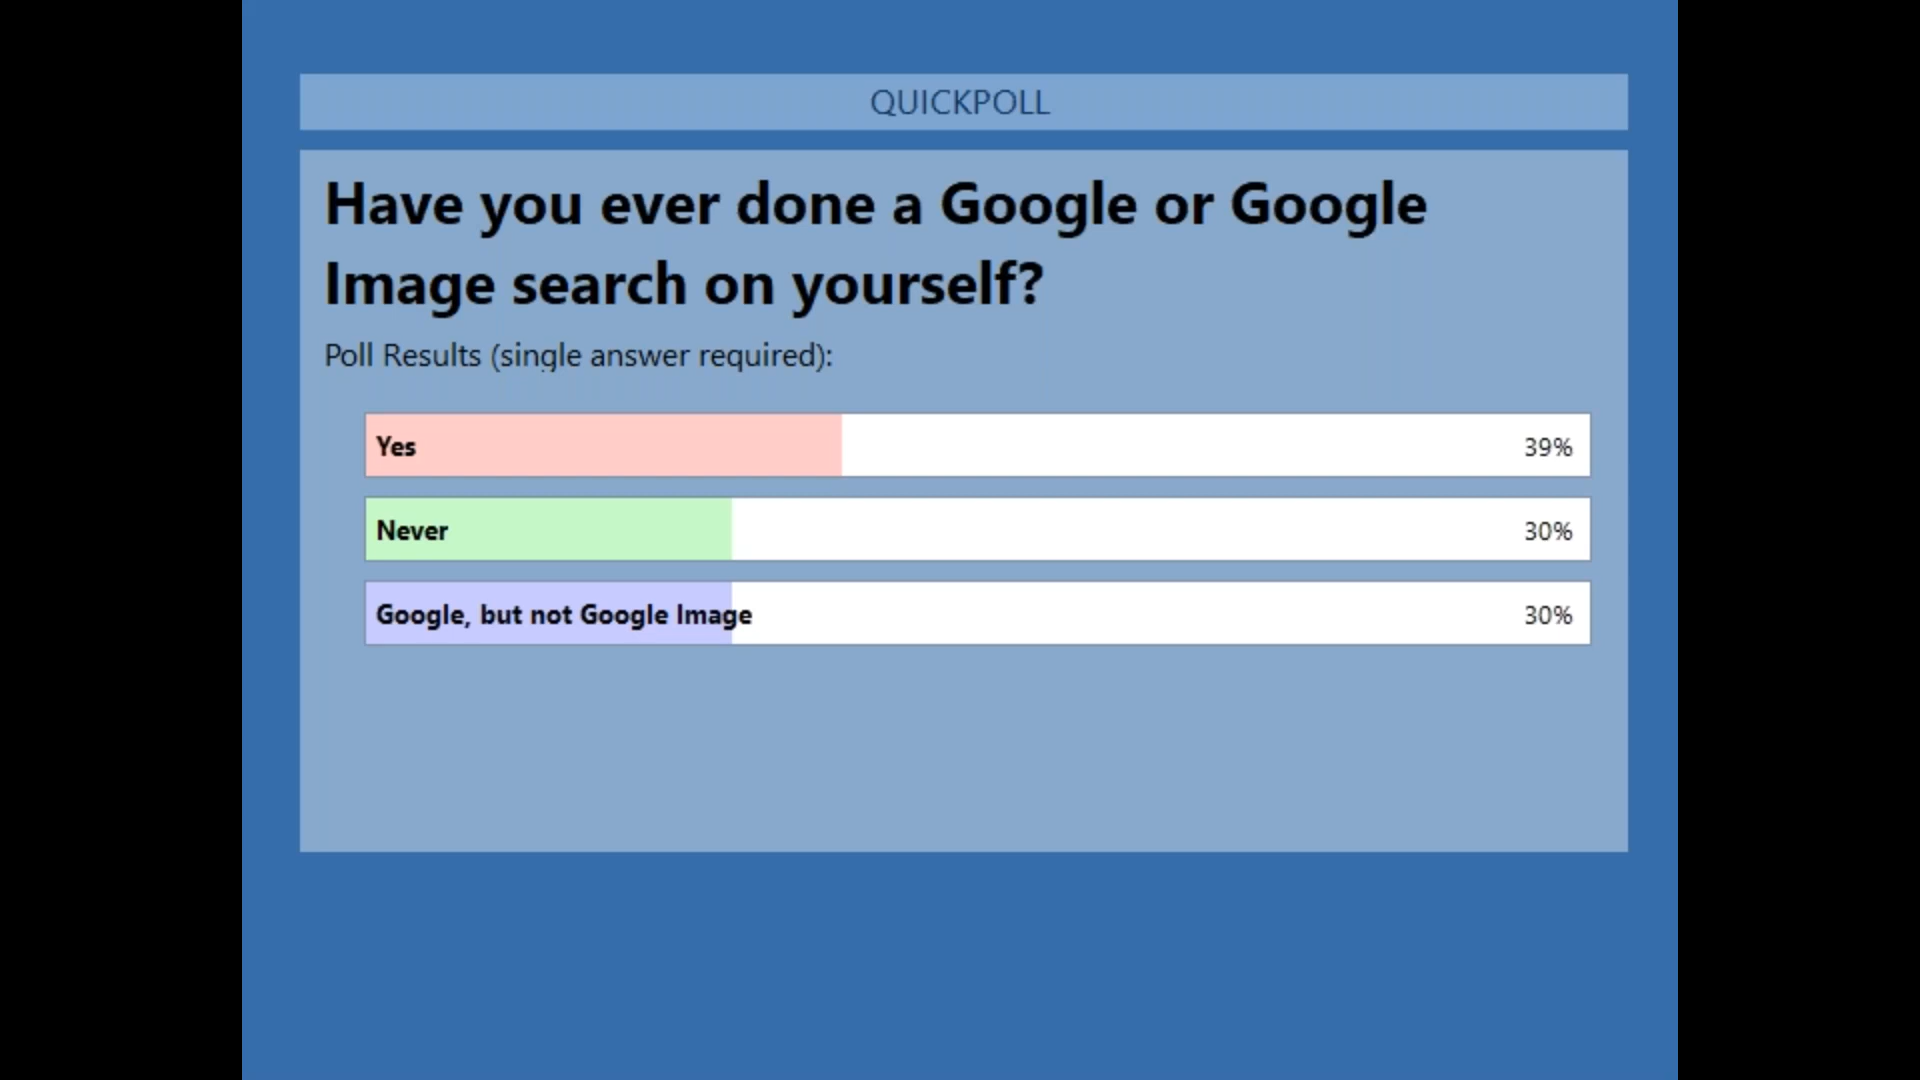 QUICKPOLL
Have you ever done a Google or Google
Image search on yourself?
Poll Results (single answer required):
Yes 39%
Never 30%
Google, but not Google Image 30%